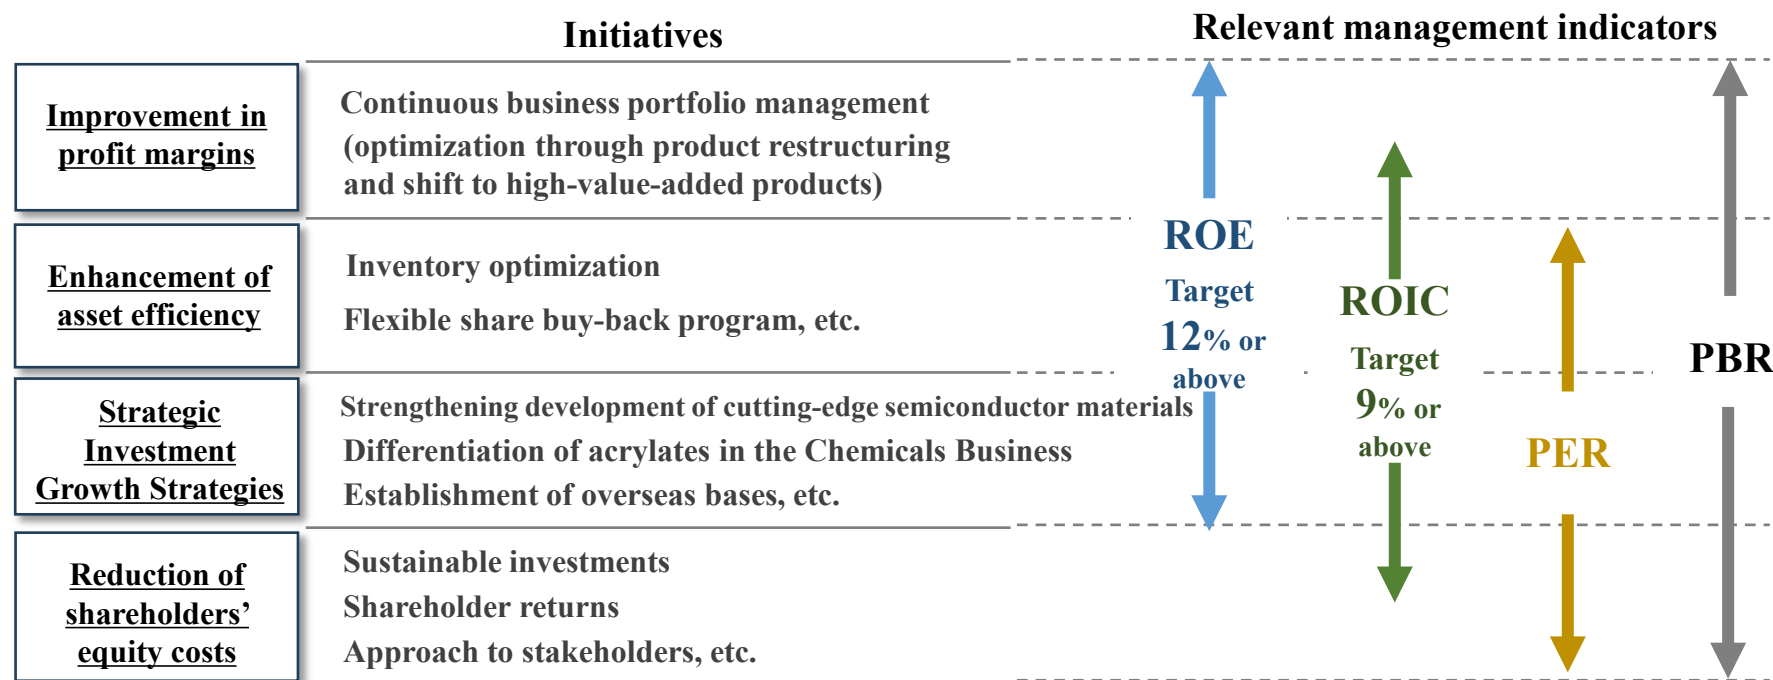 Initiatives
Relevant management indicators
Improvement in
profit margins
Continuous business portfolio management
(optimization through product restructuring
and shift to high-value-added products)
Enhancement of
asset efficiency
Inventory optimization
Flexible share buy-back program, etc.
Strategic
Investment
Growth Strategies
Strengthening development of cutting-edge semiconductor materials
Differentiation of acrylates in the Chemicals Business
Establishment of overseas bases, etc.
Reduction of
shareholders’
equity costs
Sustainable investments
Shareholder returns
Approach to stakeholders, etc.
ROE
Target
12% or
above
ROIC
Target
9% or
above
PER
PBR